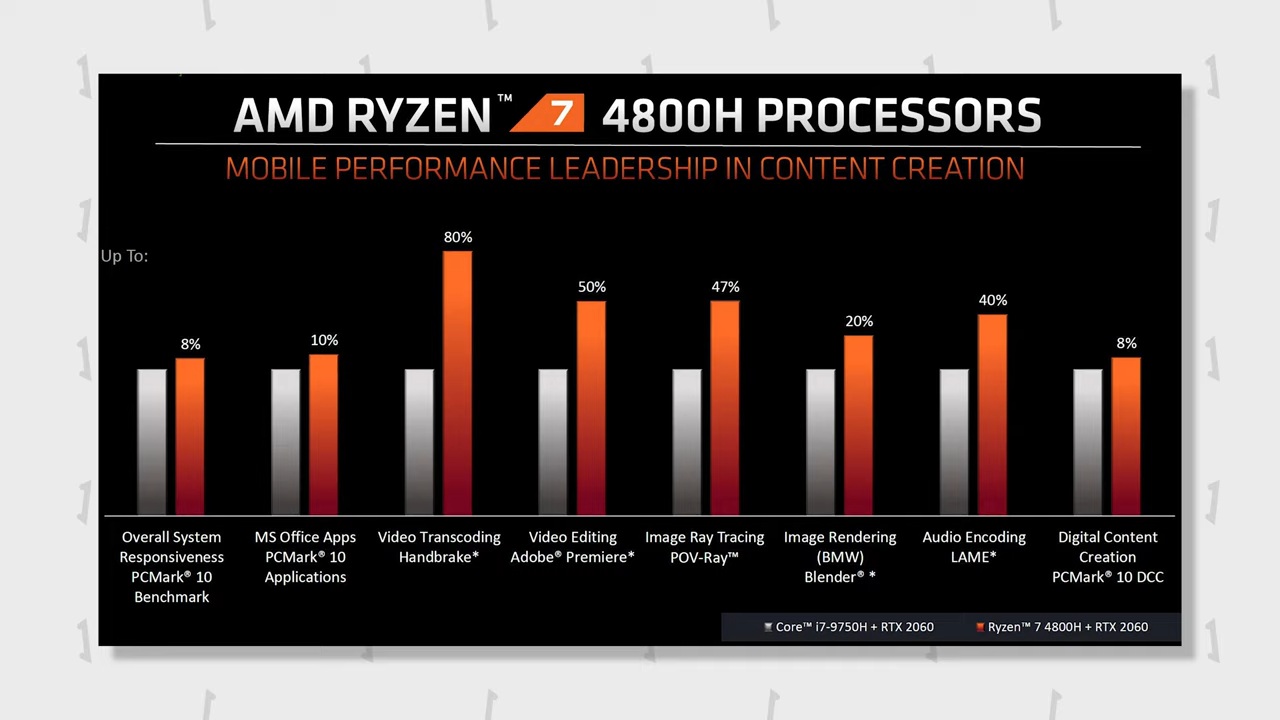 AMD RYZEN™ 7 4800H PROCESSORS
MOBILE PERFORMANCE LEADERSHIP IN CONTENT CREATION
Up To:
8%
10%
80%
50%
47%
20%
40%
8%
Overall System
Responsiveness
PCMark® 10
Benchmark
MS Office Apps
PCMark® 10
Applications
Video Transcoding
Handbrake*
Video Editing
Adobe® Premiere*
Image Ray Tracing
POV-Ray™
Image Rendering
(BMW)
Blender® *
Audio Encoding
LAME*
Digital Content
Creation
PCMark® 10 DCC
Core™ i7-9750H + RTX 2060
Ryzen™ 7 4800H + RTX 2060